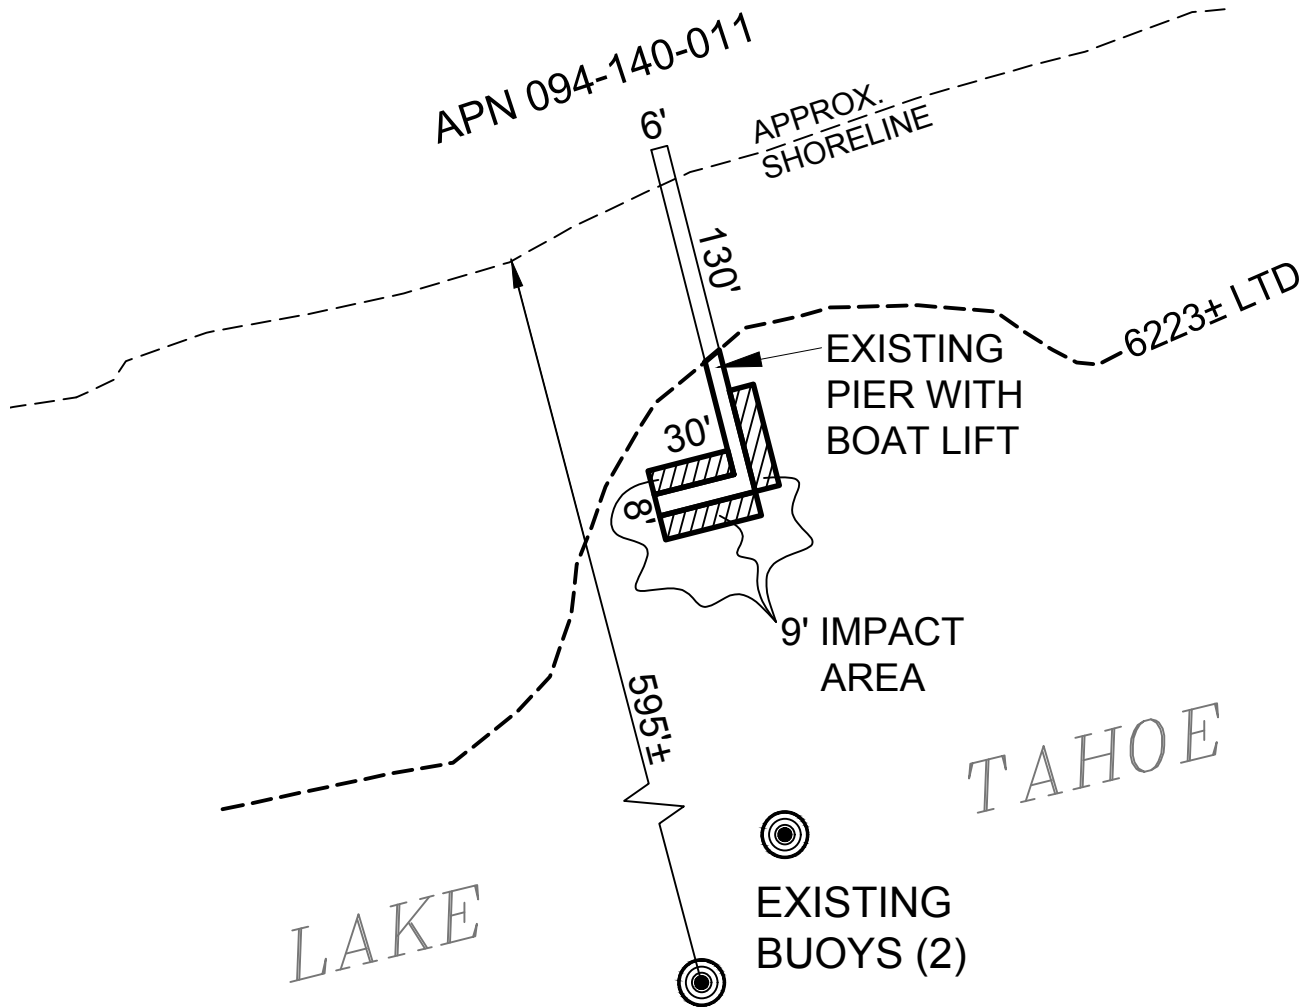 APN 094-140-011
6'
APPROX.
SHORELINE
130'
6223± LTD
EXISTING
PIER WITH
BOAT LIFT
30'
8'
9' IMPACT
AREA
595'±
TAHOE
LAKE
EXISTING
BUOYS (2)